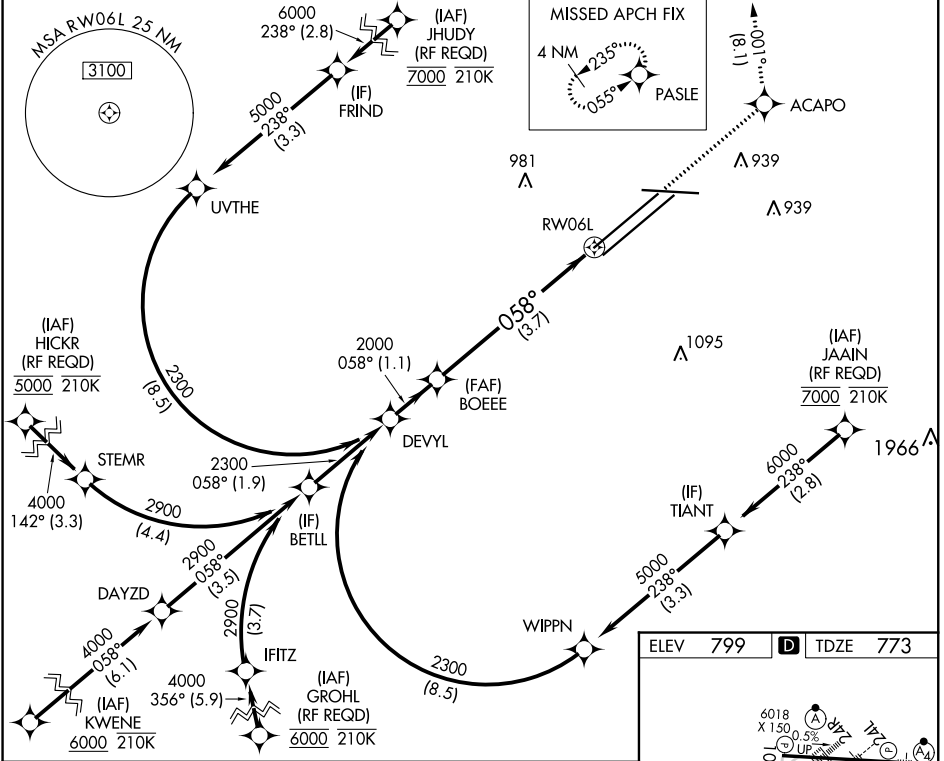 MSA RW06L 25 NM
3100
6000
238° (2.8)
(IAF)
JHUDY
(RF REQD)
7000 210K
(IF)
FRIND
5000
238°
(3.3)
UVTHE
MISSED APCH FIX
4 NM
235°
055°
PASLE
001°
(8.1)
ACAPO
981
939
939
RW06L
058°
(3.7)
1095
(IAF)
HICKR
(RF REQD)
5000 210K
STEMR
4000
142° (3.3)
2300
(8.5)
2000
058° (1.1)
(FAF)
BOEEE
DEVYL
2300
058° (1.9)
2900
(4.4)
(IF)
BETLL
(IAF)
JAAIN
(RF REQD)
7000 210K
1966
6000
238°
(2.8)
(IF)
TIANT
5000
238°
(3.3)
WIPPN
2300
(8.5)
DAYZD
2900
058°
(3.5)
2900
(3.7)
4000
058°
(6.1)
(IAF)
KWENE
6000 210K
IFITZ
4000
356° (5.9)
(IAF)
GROHL
(RF REQD)
6000 210K
ELEV 799 D TDZE 773
6018
X 150
0.5%
UP
A
24R
24L
P
P
A4